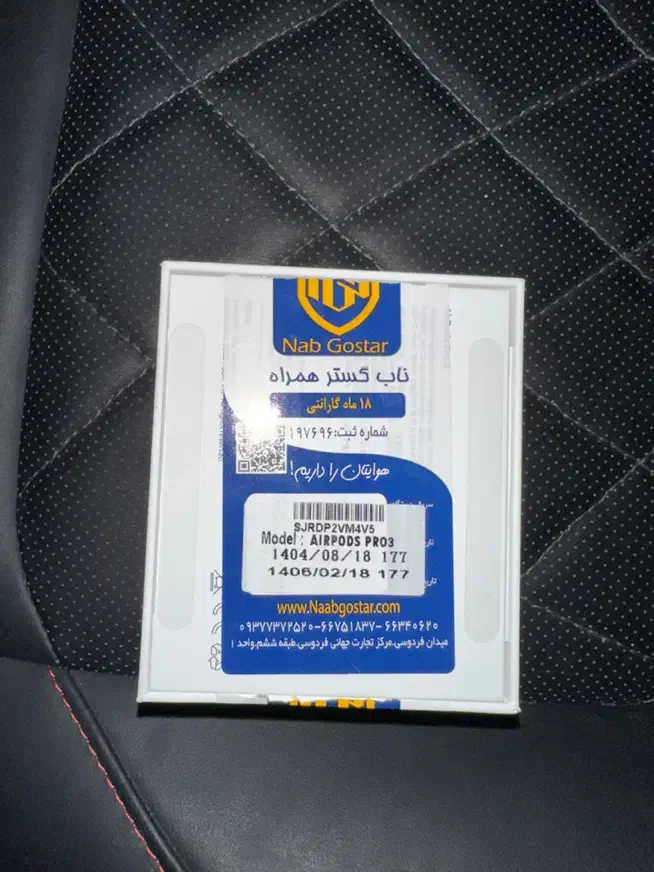 Nab Gostar
ناب گستر همراه
۱۸ ماه گارانتی
شماره ثبت:۱۹۷۶۹۶
هوایتان را داریم!
SJRDP2VM4V5
Model : AIRPODS PRO3
1404/08/18 177
1406/02/18 177
www.Naabgostar.com
۰۹۳۷۷۳۷۲۵۲۰-۶۶۷۵۱۸۳۷-۶۶۳۴۰۶۲۰
میدان فردوسی.مرکز تجارت جهانی فردوسی.طبقه ششم.واحد ۱